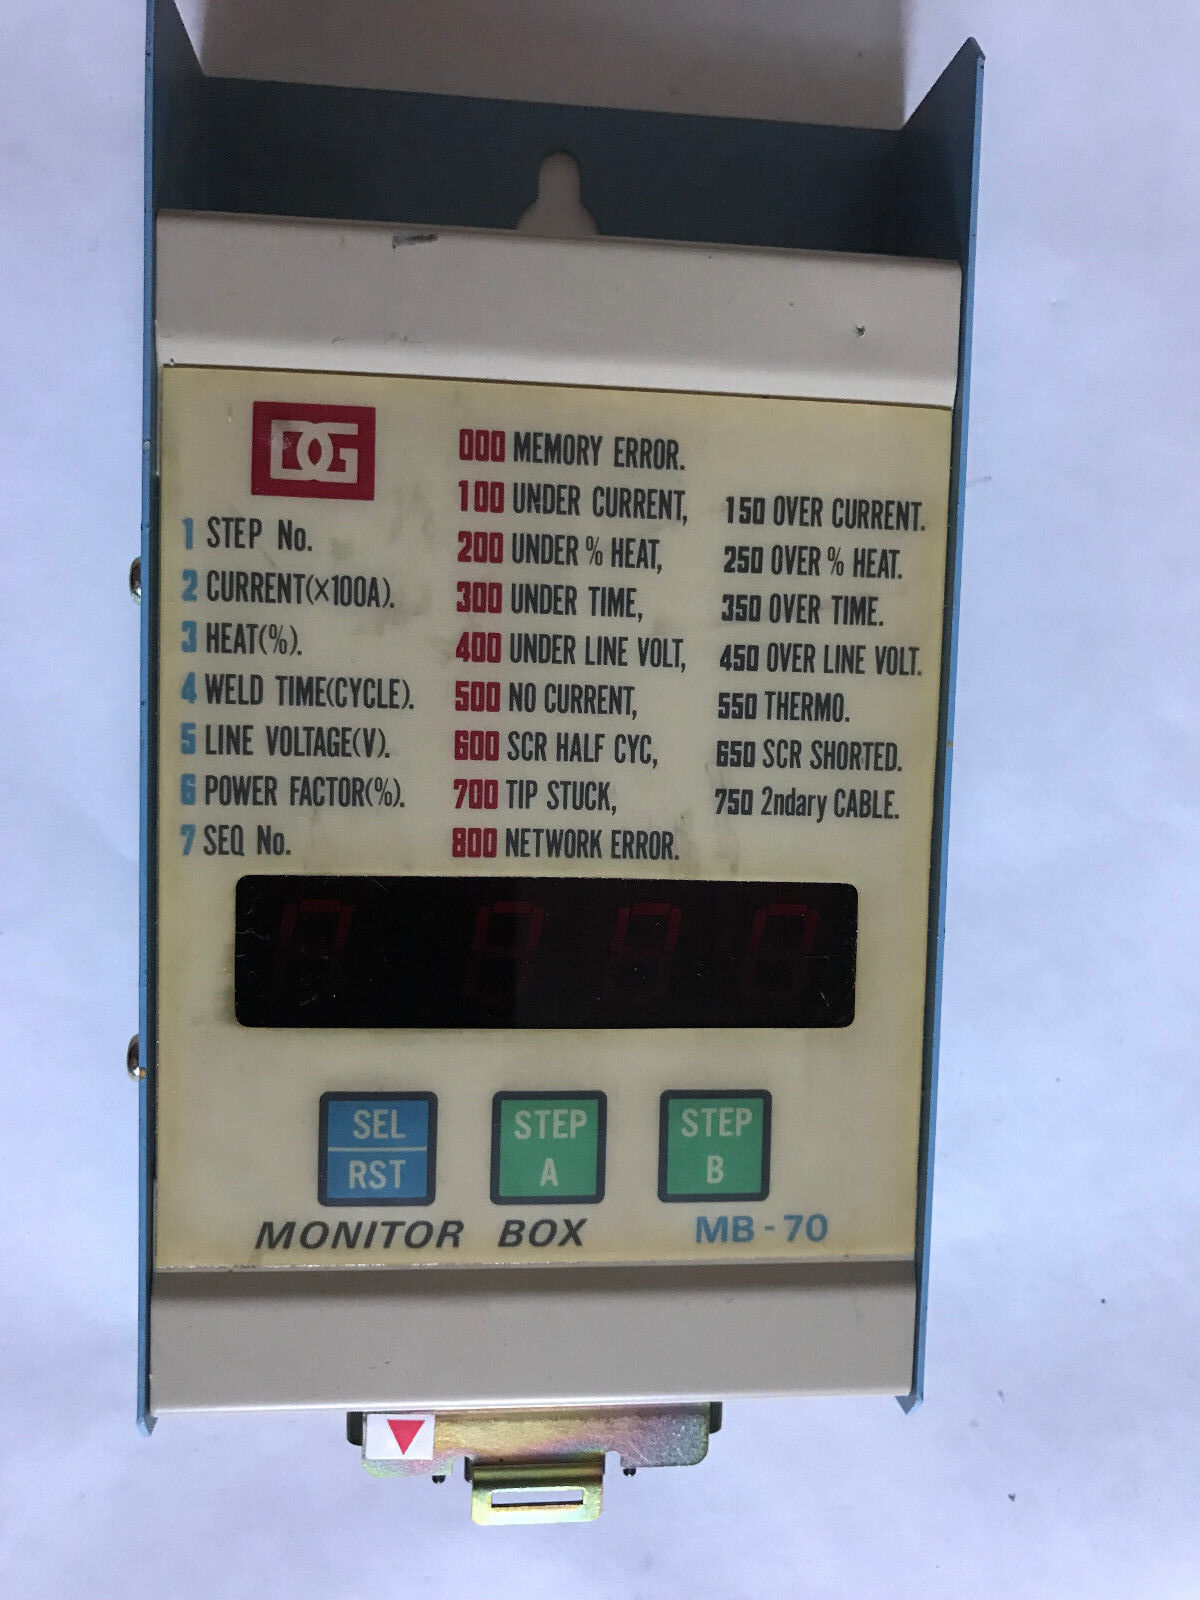 DG
1 STEP No.
2 CURRENT(×100A).
3 HEAT(%).
4 WELD TIME(CYCLE).
5 LINE VOLTAGE(V).
6 POWER FACTOR(%).
7 SEQ No.
000 MEMORY ERROR.
100 UNDER CURRENT, 150 OVER CURRENT.
200 UNDER % HEAT, 250 OVER % HEAT.
300 UNDER TIME, 350 OVER TIME.
400 UNDER LINE VOLT, 450 OVER LINE VOLT.
500 NO CURRENT, 550 THERMO.
600 SCR HALF CYC, 650 SCR SHORTED.
700 TIP STUCK, 750 2ndary CABLE.
800 NETWORK ERROR.
SEL
RST
STEP
A
STEP
B
MONITOR BOX MB-70